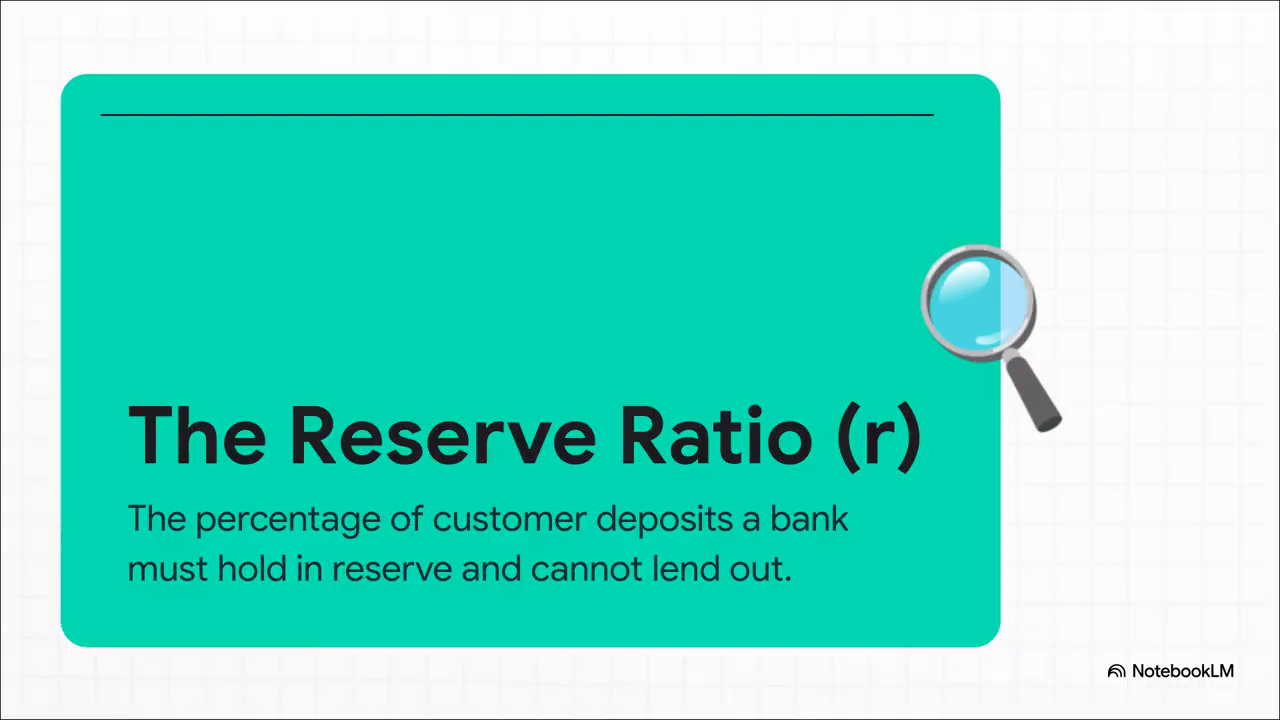 The Reserve Ratio (r)
The percentage of customer deposits a bank
must hold in reserve and cannot lend out.
NotebookLM